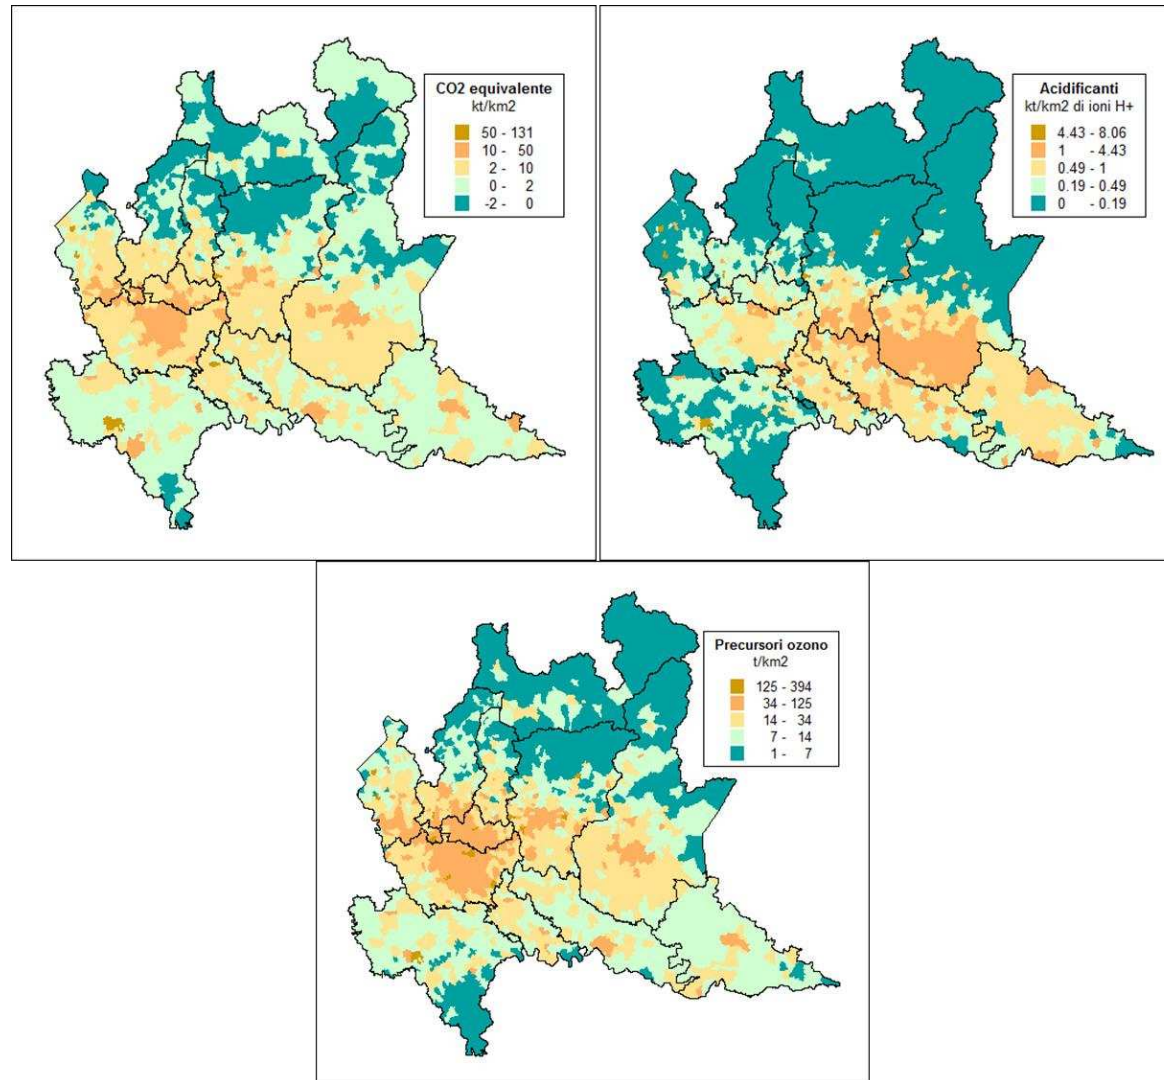 CO2 equivalente
kt/km2
50 - 131
10 - 50
2 - 10
0 - 2
-2 - 0
Acidificanti
kt/km2 di ioni H+
4.43 - 8.06
1 - 4.43
0.49 - 1
0.19 - 0.49
0 - 0.19
Precursori ozono
t/km2
125 - 394
34 - 125
14 - 34
7 - 14
1 - 7